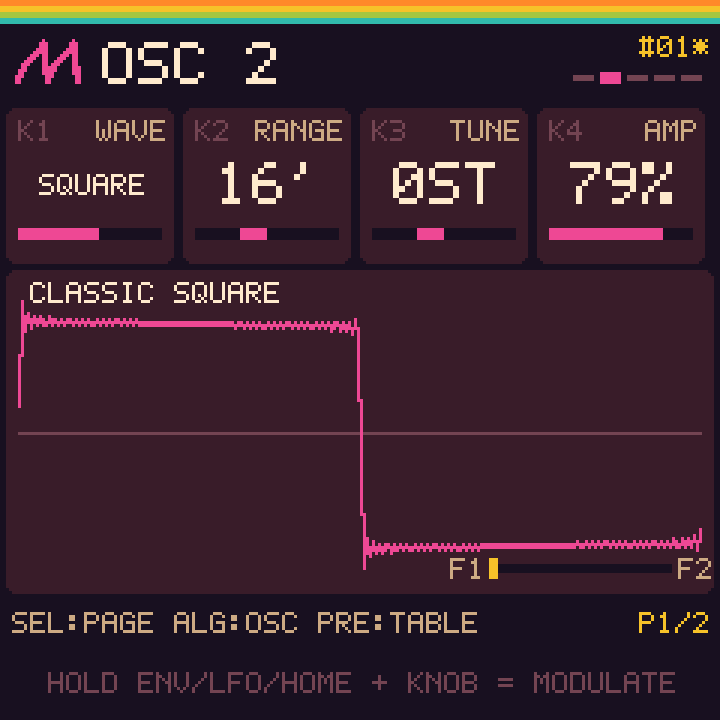 M OSC 2 #01*
K1 WAVE K2 RANGE K3 TUNE K4 AMP
SQUARE 16' 0ST 79%
CLASSIC SQUARE
F1 F2
SEL:PAGE ALG:OSC PRE:TABLE P1/2
HOLD ENV/LFO/HOME + KNOB = MODULATE